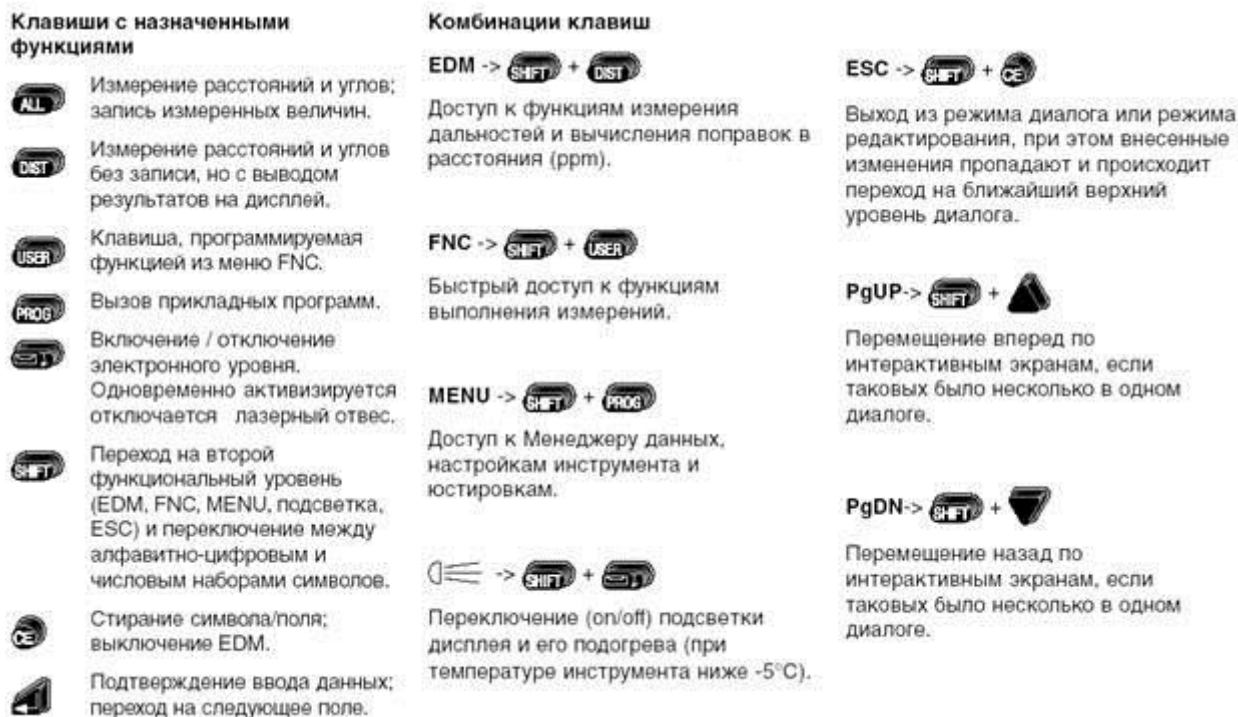 Клавиши с назначенными
функциями
ALL
Измерение расстояний и углов;
запись измеренных величин.
DIST
Измерение расстояний и углов
без записи, но с выводом
результатов на дисплей.
USER
Клавиша, программируемая
функцией из меню FNC.
PROG
Вызов прикладных программ.
Включение / отключение
электронного уровня.
Одновременно активизируется
отключается лазерный отвес.
SHIFT
Переход на второй
функциональный уровень
(EDM, FNC, MENU, подсветка,
ESC) и переключение между
алфавитно-цифровым и
числовым наборами символов.
CE
Стирание символа/поля;
выключение EDM.
Подтверждение ввода данных;
переход на следующее поле.
Комбинации клавиш
EDM -> SHIFT + DIST
Доступ к функциям измерения
дальностей и вычисления поправок в
расстояния (ppm).
FNC -> SHIFT + USER
Быстрый доступ к функциям
выполнения измерений.
MENU -> SHIFT + PROG
Доступ к Менеджеру данных,
настройкам инструмента и
юстировкам.
-> SHIFT +
Переключение (on/off) подсветки
дисплея и его подогрева (при
температуре инструмента ниже -5°C).
ESC -> SHIFT + CE
Выход из режима диалога или режима
редактирования, при этом внесенные
изменения пропадают и происходит
переход на ближайший верхний
уровень диалога.
PgUP-> SHIFT +
Перемещение вперед по
интерактивным экранам, если
таковых было несколько в одном
диалоге.
PgDN-> SHIFT +
Перемещение назад по
интерактивным экранам, если
таковых было несколько в одном
диалоге.